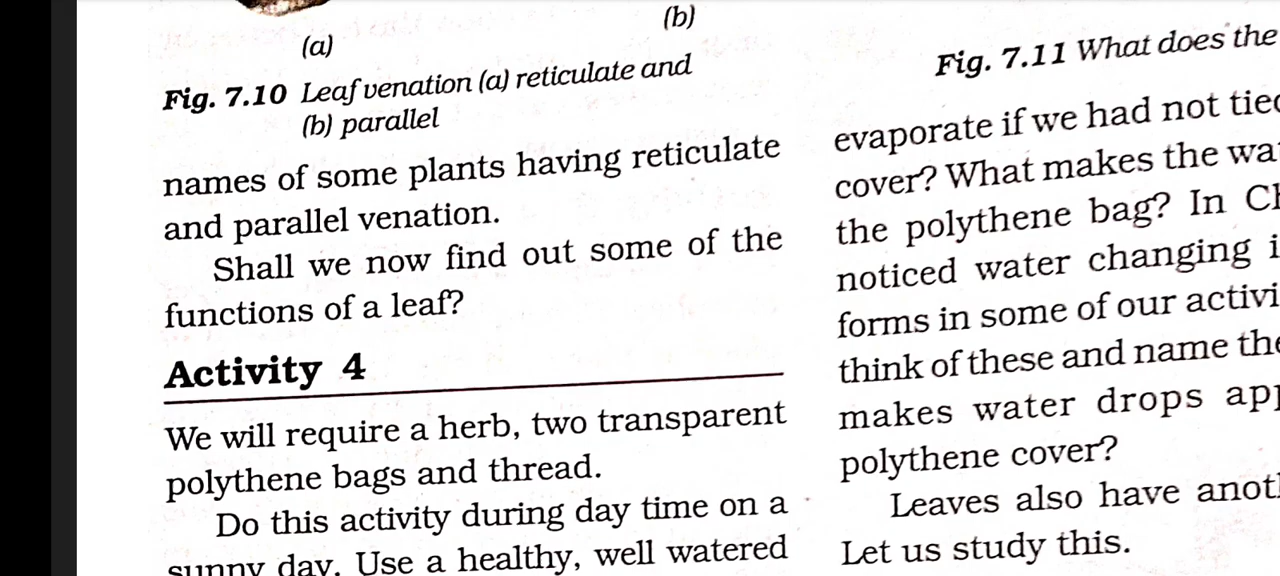 (a)
(b)
Fig. 7.10 Leaf venation (a) reticulate and
(b) parallel
names of some plants having reticulate
and parallel venation.
Shall we now find out some of the
functions of a leaf?
Activity 4
We will require a herb, two transparent
polythene bags and thread.
Do this activity during day time on a
sunny day. Use a healthy, well watered
Fig. 7.11 What does the
evaporate if we had not
cover? What makes the
the polythene bag? In
noticed water changing
forms in some of our
think of these and name
makes water drops
polythene cover?
Leaves also have
Let us study this.